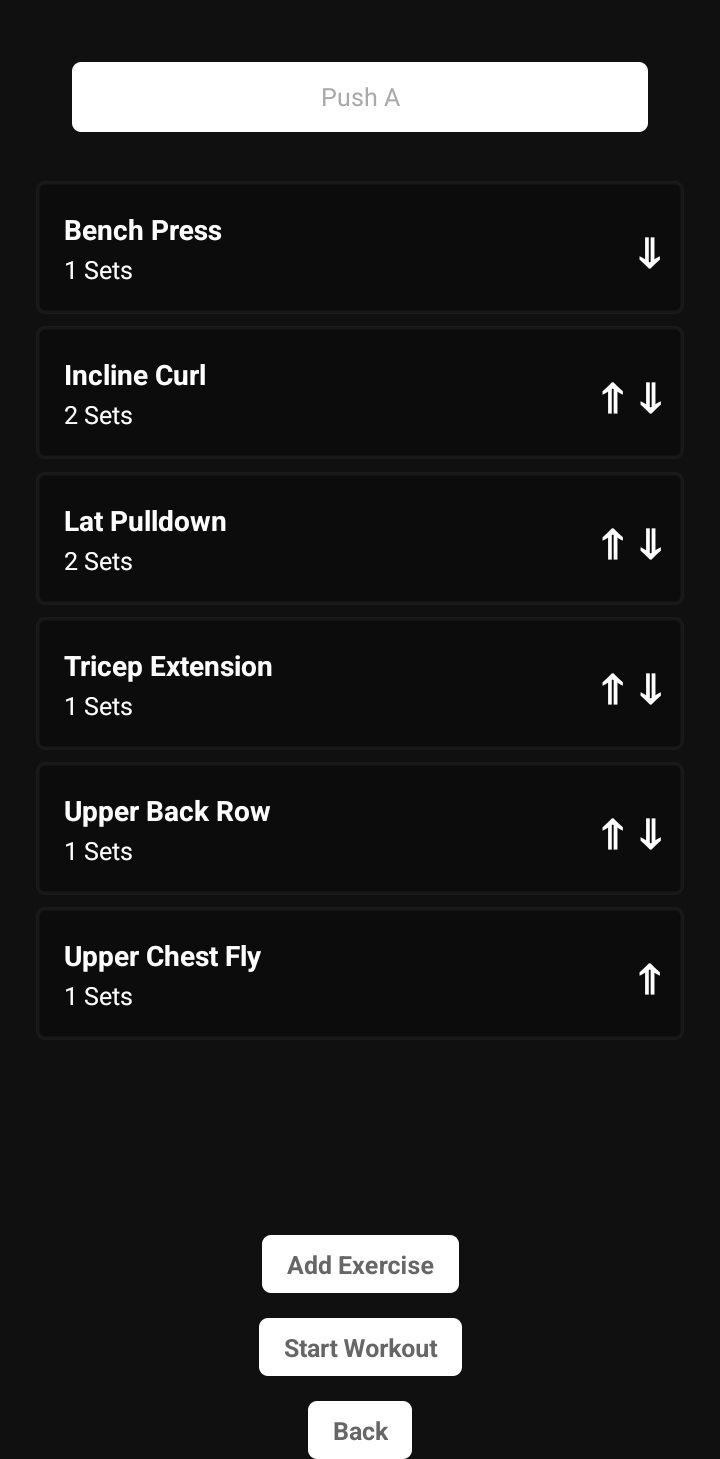 Push A
Bench Press
1 Sets
⇓
Incline Curl
2 Sets
⇑ ⇓
Lat Pulldown
2 Sets
⇑ ⇓
Tricep Extension
1 Sets
⇑ ⇓
Upper Back Row
1 Sets
⇑ ⇓
Upper Chest Fly
1 Sets
⇑
Add Exercise
Start Workout
Back